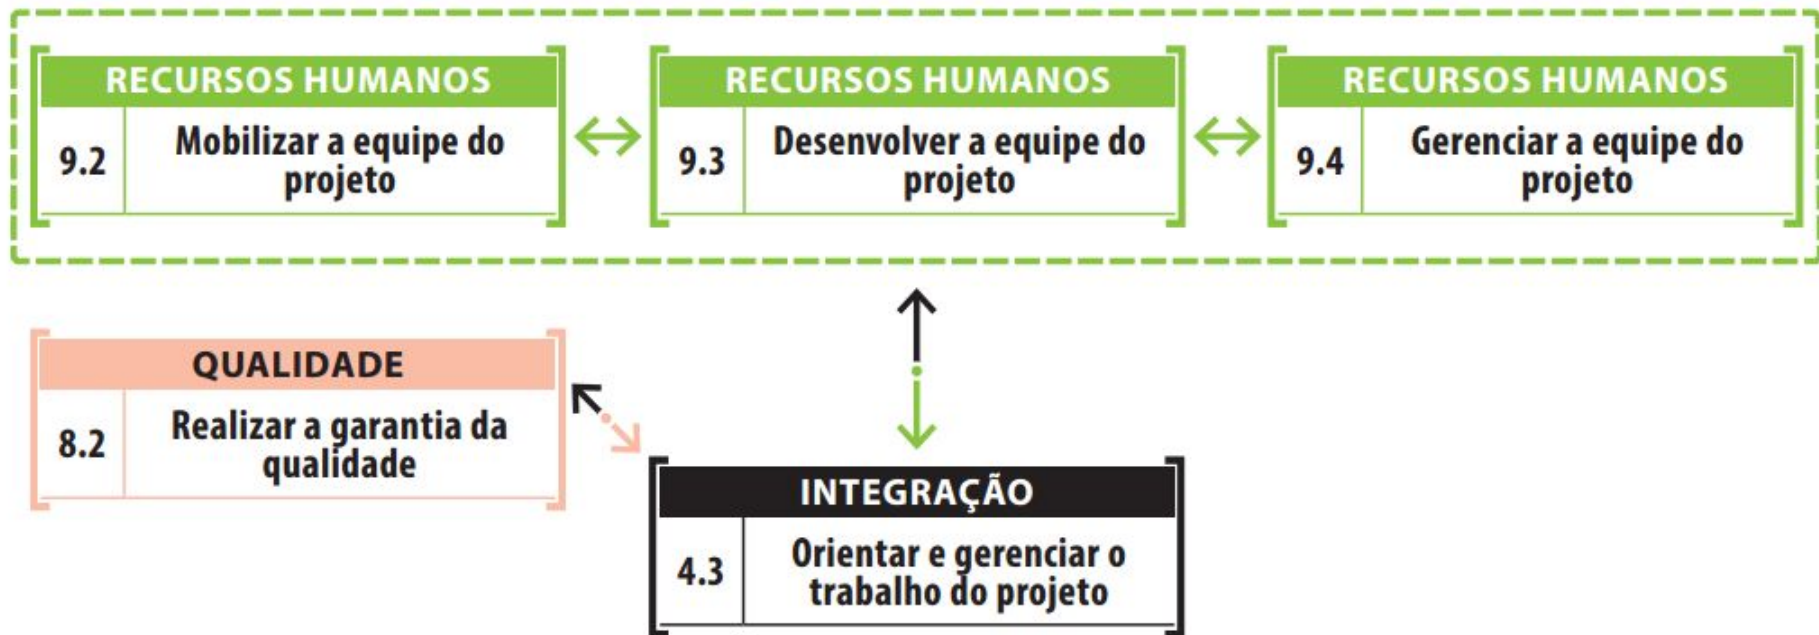 RECURSOS HUMANOS
9.2
Mobilizar a equipe do
projeto
RECURSOS HUMANOS
9.3
Desenvolver a equipe do
projeto
RECURSOS HUMANOS
9.4
Gerenciar a equipe do
projeto
QUALIDADE
8.2
Realizar a garantia da
qualidade
INTEGRAÇÃO
4.3
Orientar e gerenciar o
trabalho do projeto